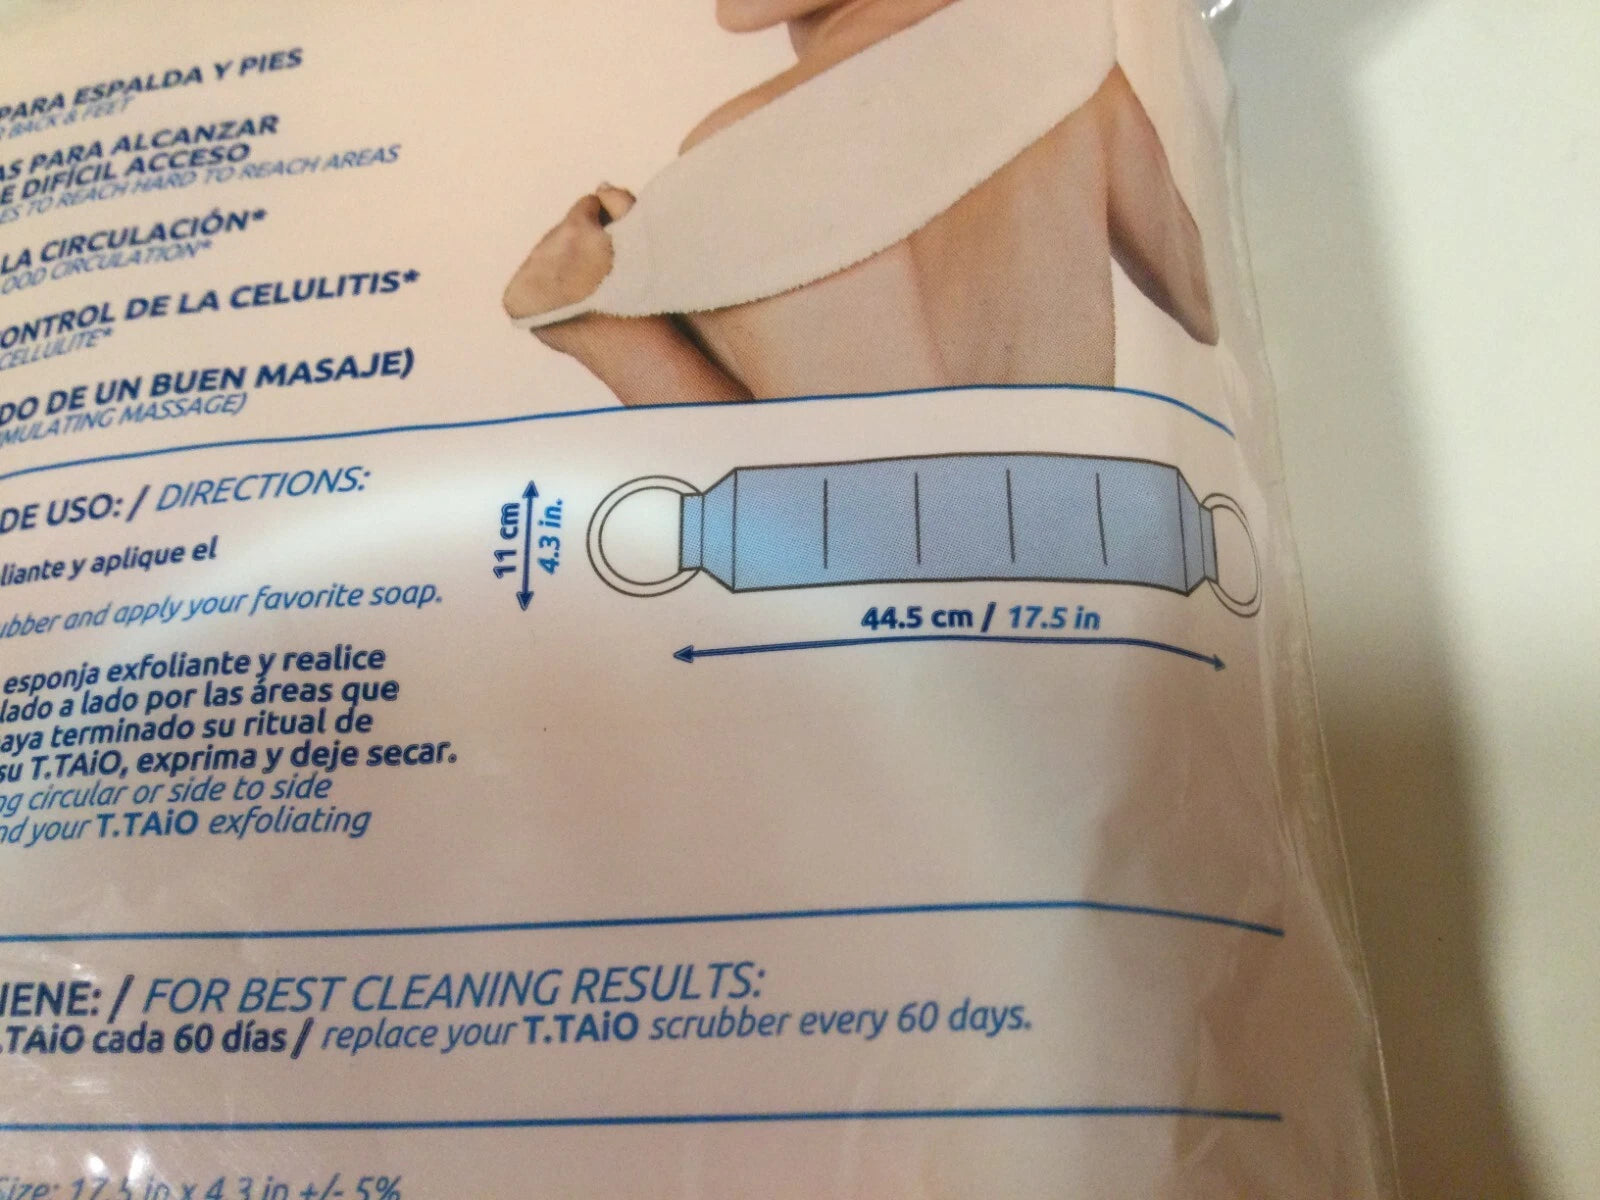 PARA ESPALDA Y PIES
BACK & FEET
AS PARA ALCANZAR
E DIFÍCIL ACCESO
ES TO REACH HARD TO REACH AREAS
LA CIRCULACIÓN*
OOD CIRCULATION*
ONTROL DE LA CELULITIS*
CELLULITE*
DO DE UN BUEN MASAJE)
MULATING MASSAGE)
DE USO: / DIRECTIONS:
liante y aplique el
ubber and apply your favorite soap.
esponja exfoliante y realice
lado a lado por las áreas que
aya terminado su ritual de
su T.TAiO, exprima y deje secar.
ng circular or side to side
nd your T.TAiO exfoliating
11 cm
4.3 in.
44.5 cm / 17.5 in
IENE: / FOR BEST CLEANING RESULTS:
.TAiO cada 60 días / replace your T.TAiO scrubber every 60 days.
Size: 17.5 in x 4.3 in +/- 5%